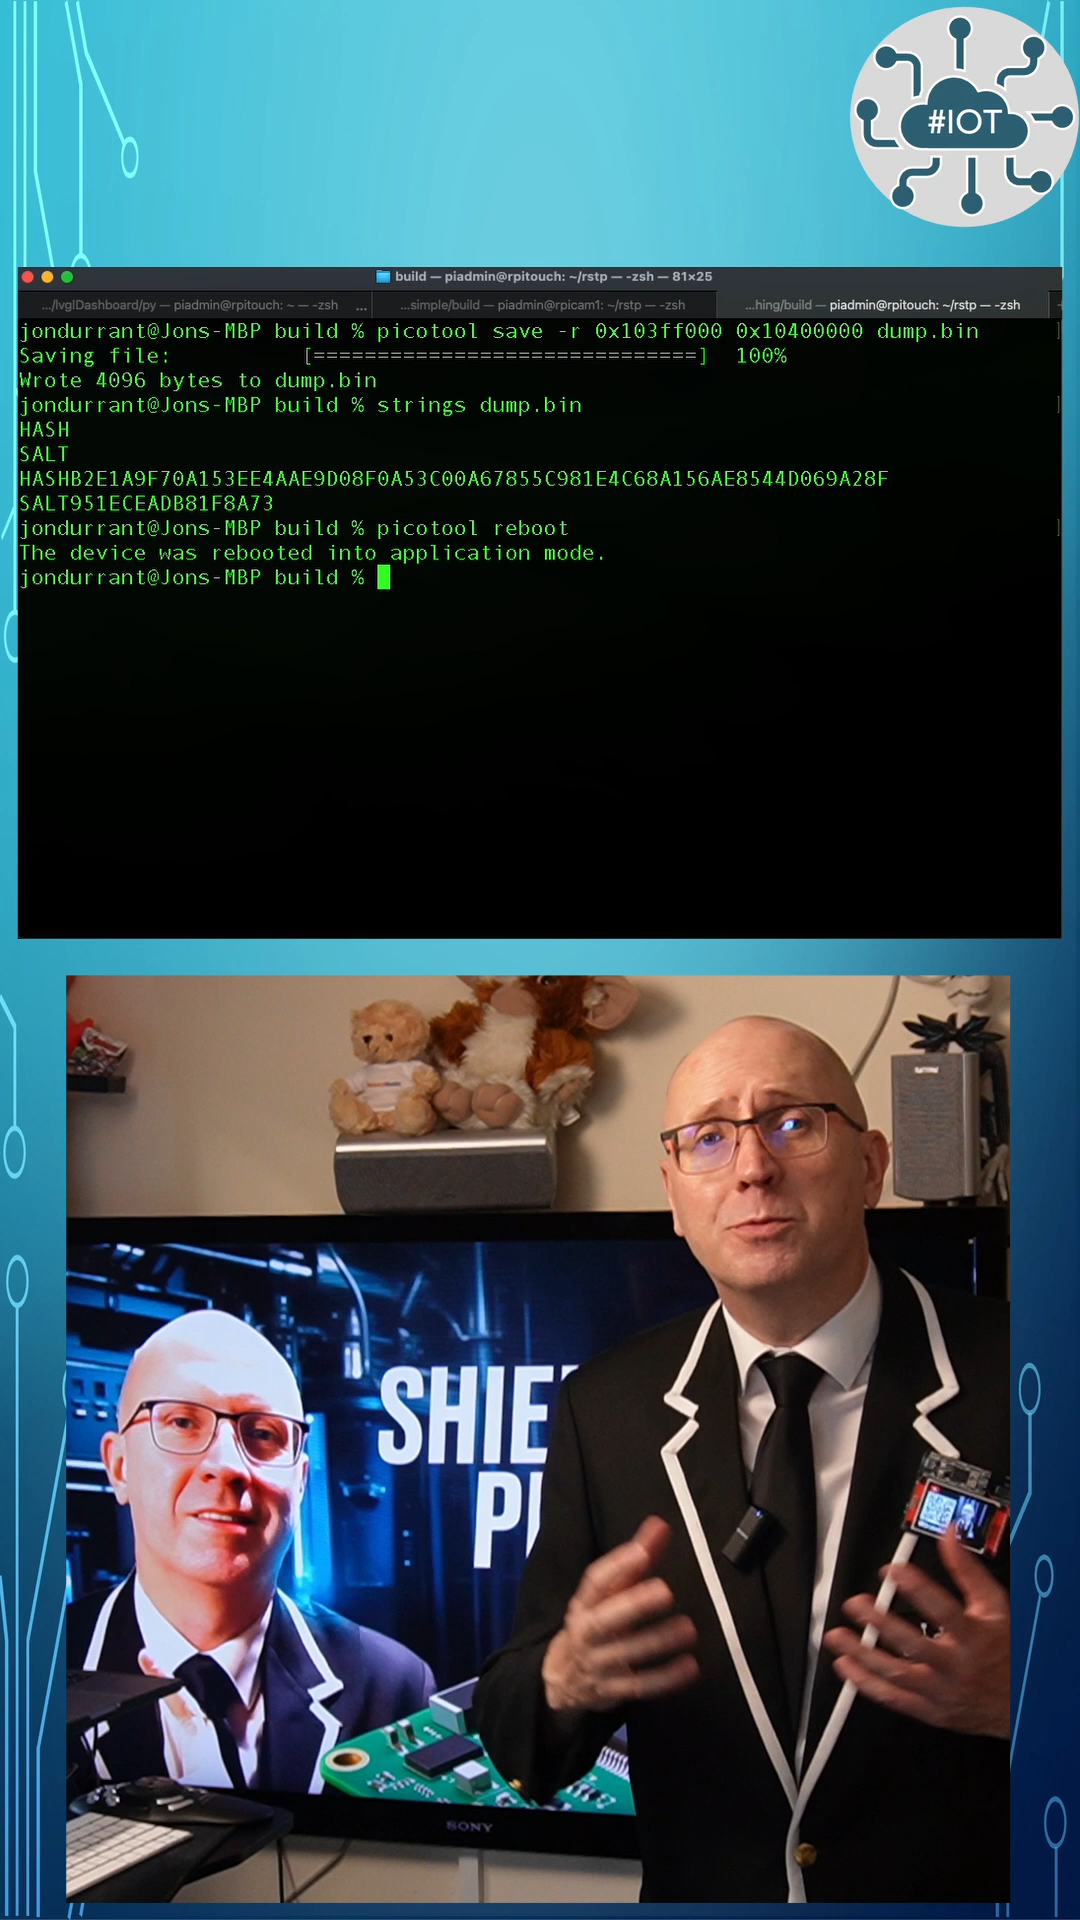 #IOT
build — piadmin@rpitouch: ~/rstp — -zsh — 81×25
.../lvglDashboard/py — piadmin@rpitouch: ~ — -zsh ... ...simple/build — piadmin@rpicam1: ~/rstp — -zsh ...hing/build — piadmin@rpitouch: ~/rstp — -zsh
jondurrant@Jons-MBP build % picotool save -r 0x103ff000 0x10400000 dump.bin
Saving file: [==============================] 100%
Wrote 4096 bytes to dump.bin
jondurrant@Jons-MBP build % strings dump.bin
HASH
SALT
HASHB2E1A9F70A153EE4AAE9D08F0A53C00A67855C981E4C68A156AE8544D069A28F
SALT951ECEADB81F8A73
jondurrant@Jons-MBP build % picotool reboot
The device was rebooted into application mode.
jondurrant@Jons-MBP build %
SHIE
PI
SONY